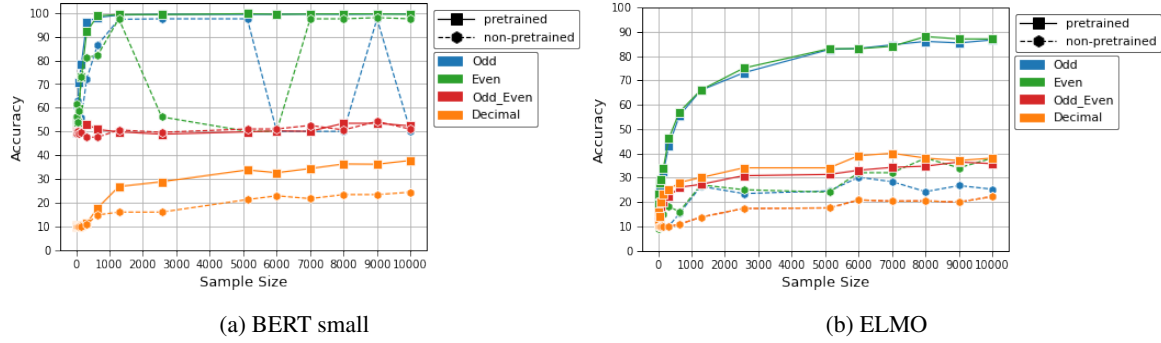 100
90
80
70
60
50
40
30
20
10
0
Accuracy
0 1000 2000 3000 4000 5000 6000 7000 8000 9000 10000
Sample Size
pretrained
non-pretrained
Odd
Even
Odd_Even
Decimal
(a) BERT small
100
90
80
70
60
50
40
30
20
10
0
Accuracy
0 1000 2000 3000 4000 5000 6000 7000 8000 9000 10000
Sample Size
pretrained
non-pretrained
Odd
Even
Odd_Even
Decimal
(b) ELMO